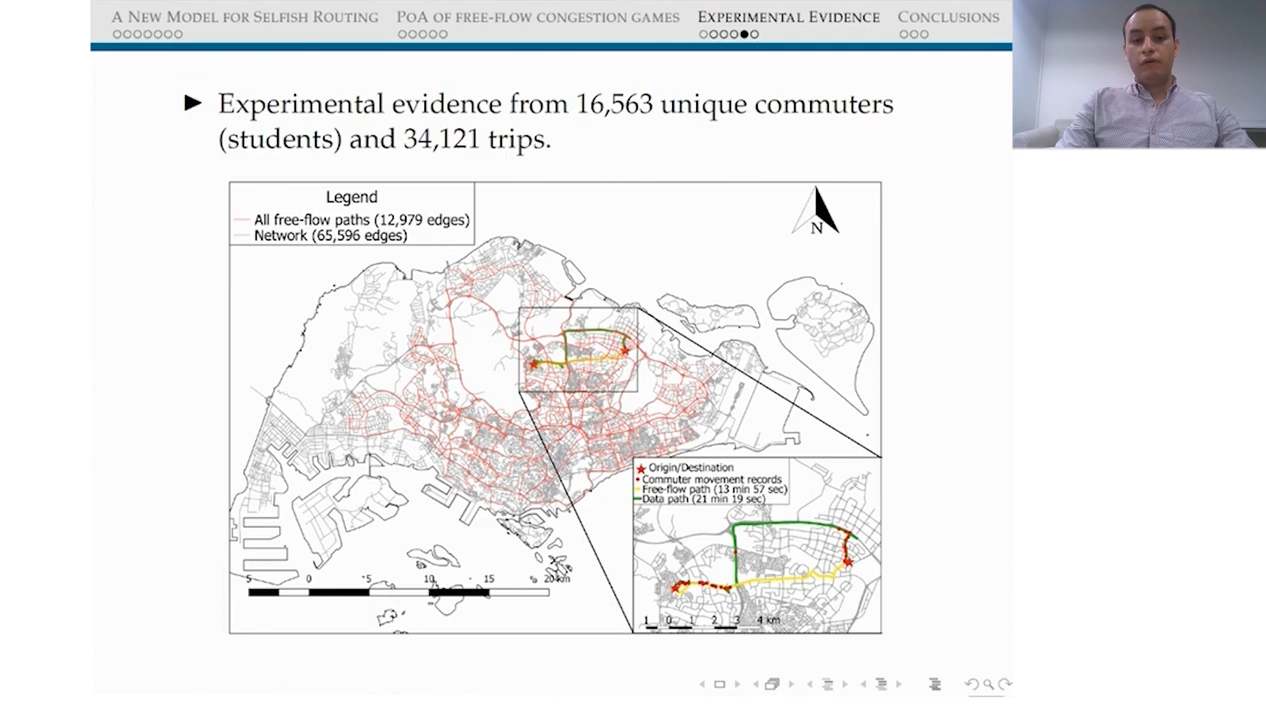 A NEW MODEL FOR SELFISH ROUTING
POA OF FREE-FLOW CONGESTION GAMES
EXPERIMENTAL EVIDENCE
CONCLUSIONS
Experimental evidence from 16,563 unique commuters
(students) and 34,121 trips.
Legend
All free-flow paths (12,979 edges)
Network (65,596 edges)
N
Origin/Destination
Commuter movement records
Free-flow path (13 min 57 sec)
Data path (21 min 19 sec)
5 0 5 10 15 20 km
1 0 1 2 3 4 km